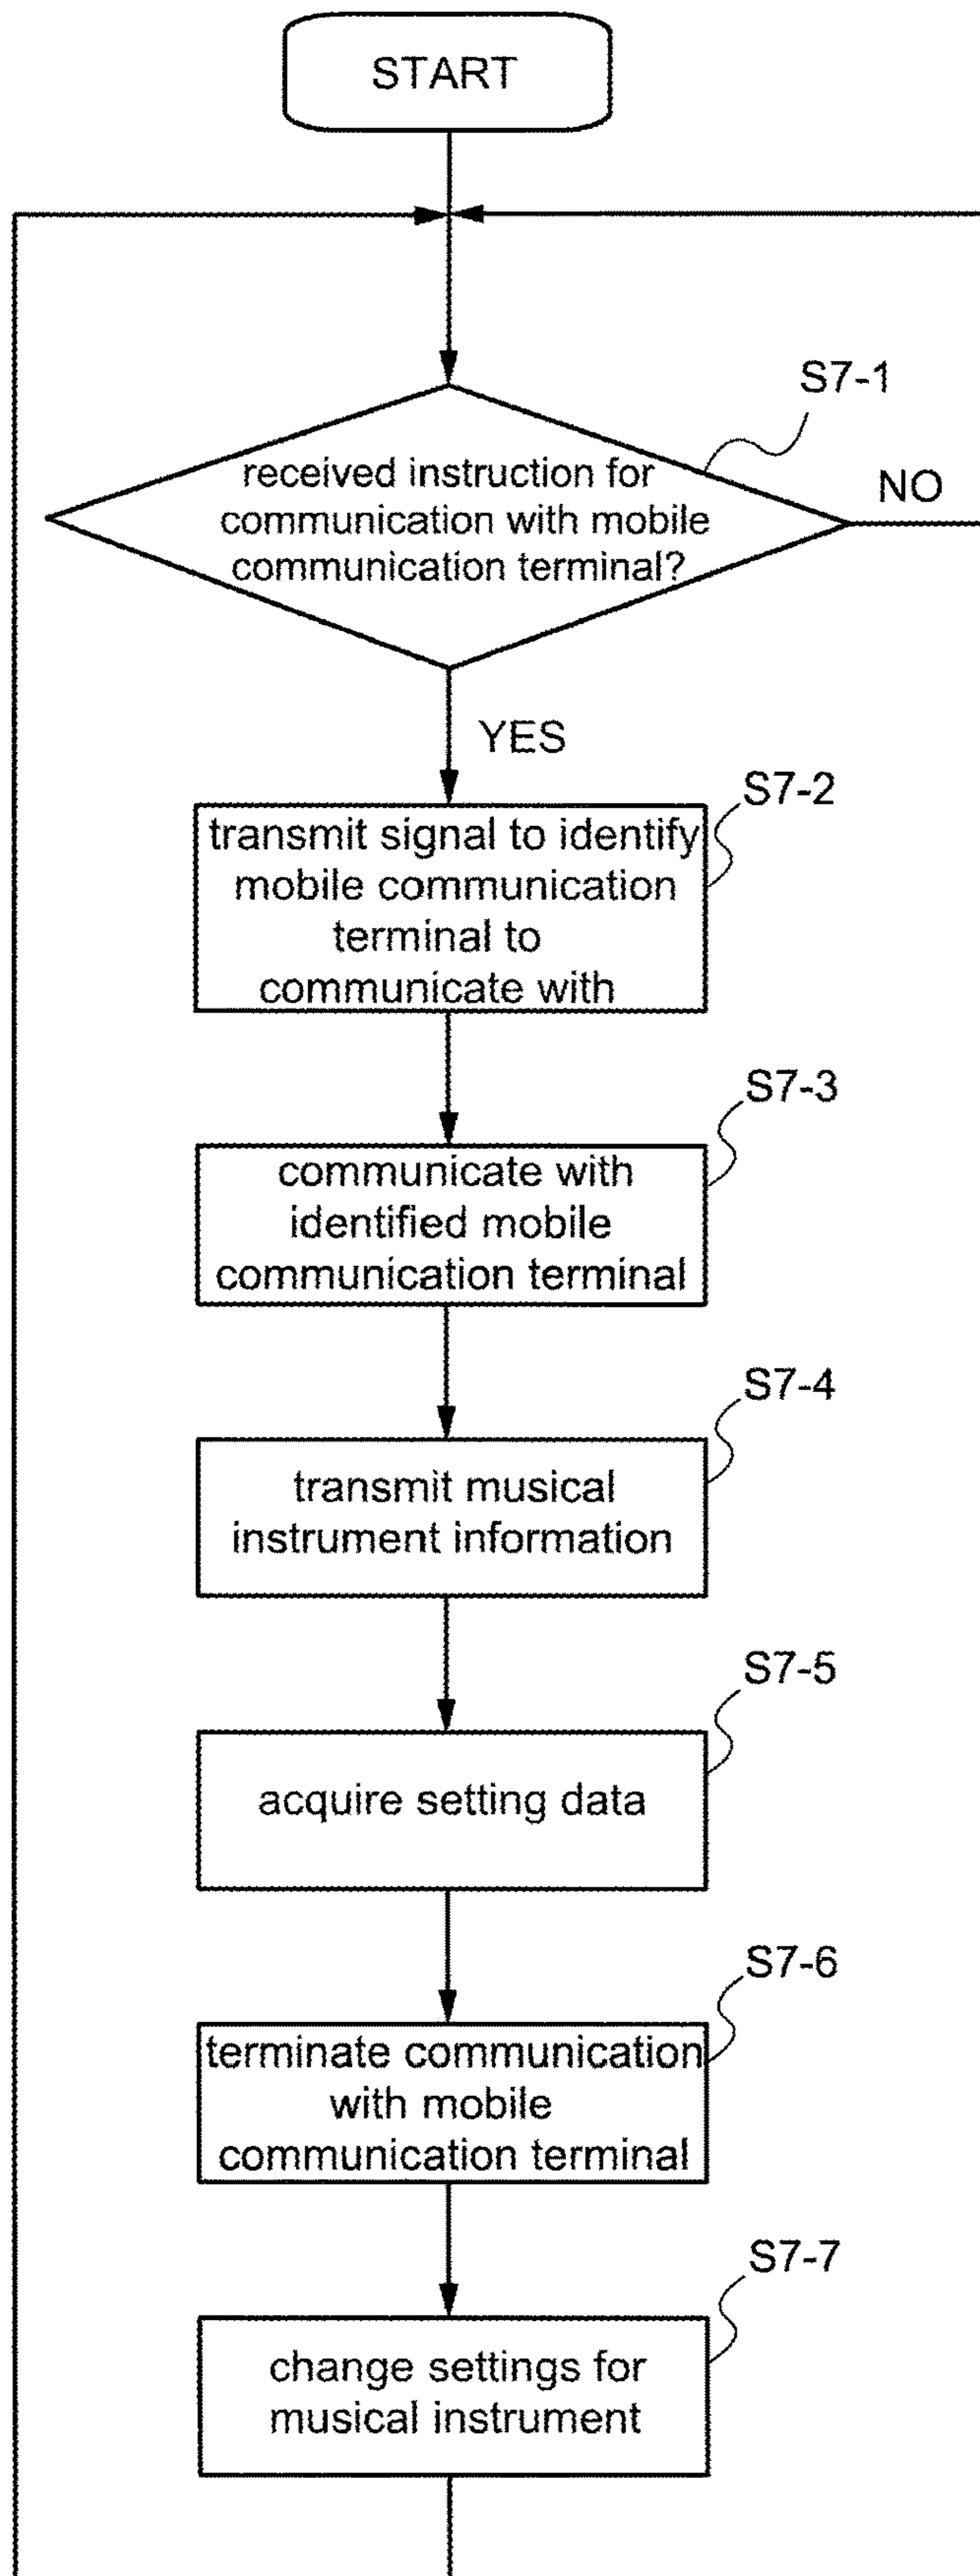 START
S7-1
received instruction for
communication with mobile
communication terminal?
NO
YES
S7-2
transmit signal to identify
mobile communication
terminal to
communicate with
S7-3
communicate with
identified mobile
communication terminal
S7-4
transmit musical
instrument information
S7-5
acquire setting data
S7-6
terminate communication
with mobile
communication terminal
S7-7
change settings for
musical instrument